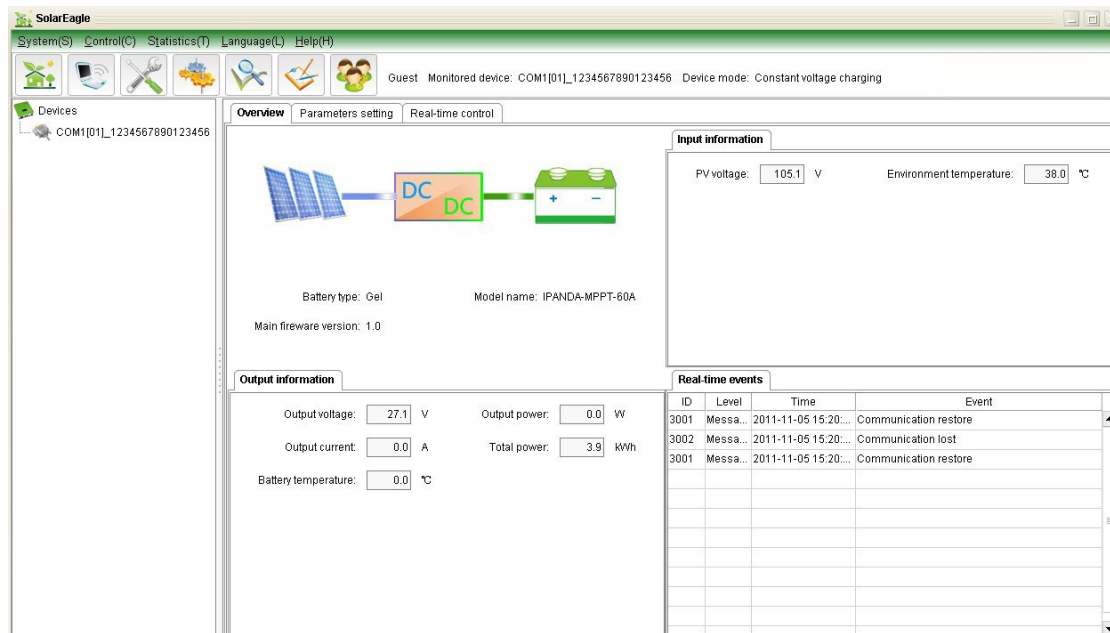 SolarEagle
System(S) Control(C) Statistics(T) Language(L) Help(H)
Guest Monitored device: COM1[01]_1234567890123456 Device mode: Constant voltage charging
Devices
COM1[01]_1234567890123456
Overview Parameters setting Real-time control
DC
DC
+ −
Battery type: Gel Model name: IPANDA-MPPT-60A
Main fireware version: 1.0
Input information
PV voltage: 105.1 V Environment temperature: 38.0 ℃
Output information
Output voltage: 27.1 V Output power: 0.0 W
Output current: 0.0 A Total power: 3.9 kWh
Battery temperature: 0.0 ℃
Real-time events
ID Level Time Event
3001 Messa... 2011-11-05 15:20:... Communication restore
3002 Messa... 2011-11-05 15:20:... Communication lost
3001 Messa... 2011-11-05 15:20:... Communication restore